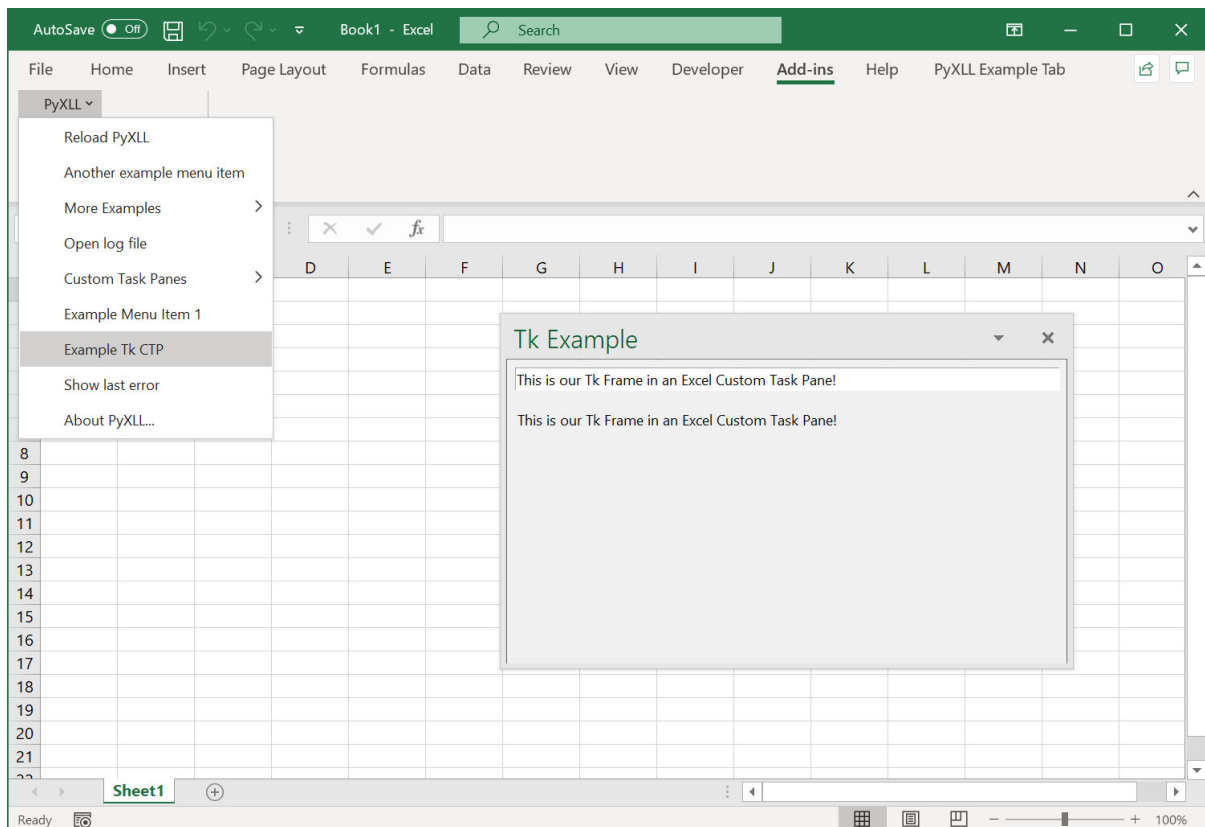 AutoSave Off Book1 - Excel Search
File Home Insert Page Layout Formulas Data Review View Developer Add-ins Help PyXLL Example Tab
PyXLL
Reload PyXLL
Another example menu item
More Examples
Open log file
Custom Task Panes
Example Menu Item 1
Example Tk CTP
Show last error
About PyXLL...
fx
D E F G H I J K L M N O
Tk Example
This is our Tk Frame in an Excel Custom Task Pane!
This is our Tk Frame in an Excel Custom Task Pane!
8
9
10
11
12
13
14
15
16
17
18
19
20
21
Sheet1
Ready 100%